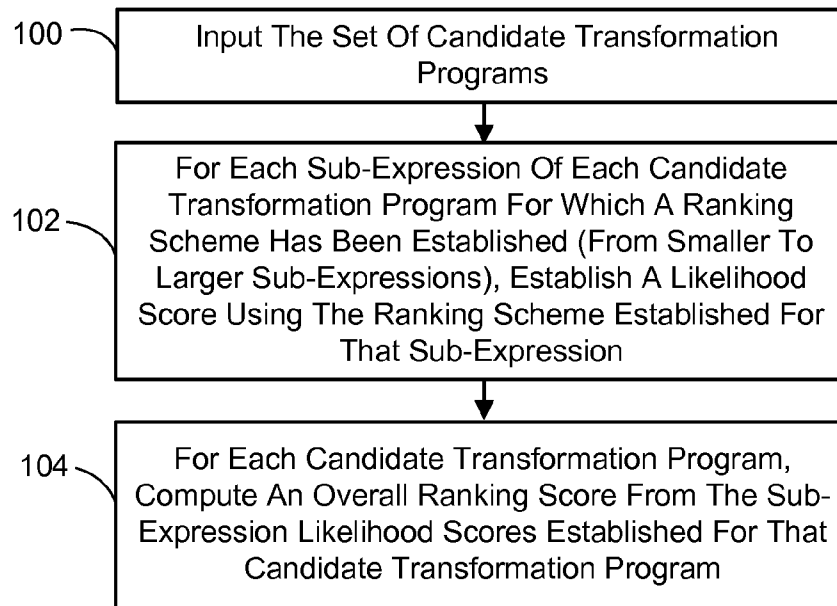 100
Input The Set Of Candidate Transformation
Programs
102
For Each Sub-Expression Of Each Candidate
Transformation Program For Which A Ranking
Scheme Has Been Established (From Smaller To
Larger Sub-Expressions), Establish A Likelihood
Score Using The Ranking Scheme Established For
That Sub-Expression
104
For Each Candidate Transformation Program,
Compute An Overall Ranking Score From The Sub-
Expression Likelihood Scores Established For That
Candidate Transformation Program